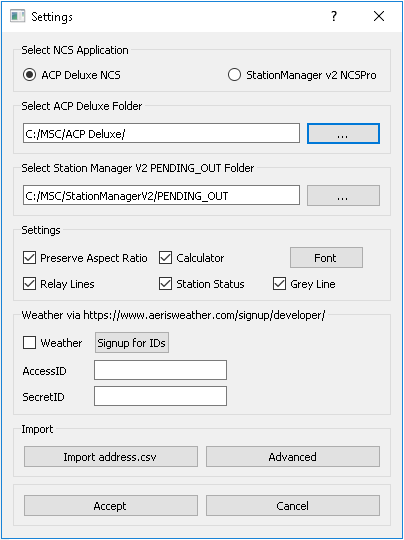 Settings
?
Select NCS Application
ACP Deluxe NCS StationManager v2 NCSPro
Select ACP Deluxe Folder
C:/MSC/ACP Deluxe/ ...
Select Station Manager V2 PENDING_OUT Folder
C:/MSC/StationManagerV2/PENDING_OUT ...
Settings
Preserve Aspect Ratio Calculator Font
Relay Lines Station Status Grey Line
Weather via https://www.aerisweather.com/signup/developer/
Weather Signup for IDs
AccessID
SecretID
Import
Import address.csv Advanced
Accept Cancel